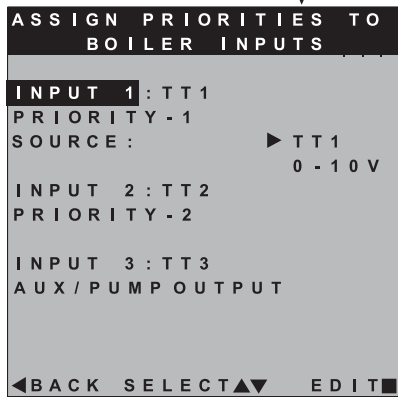 ASSIGN PRIORITIES TO
BOILER INPUTS
INPUT 1:TT1
PRIORITY-1
SOURCE: ▶TT1
0-10V
INPUT 2:TT2
PRIORITY-2
INPUT 3:TT3
AUX/PUMP OUTPUT
◀BACK SELECT▲▼ EDIT■